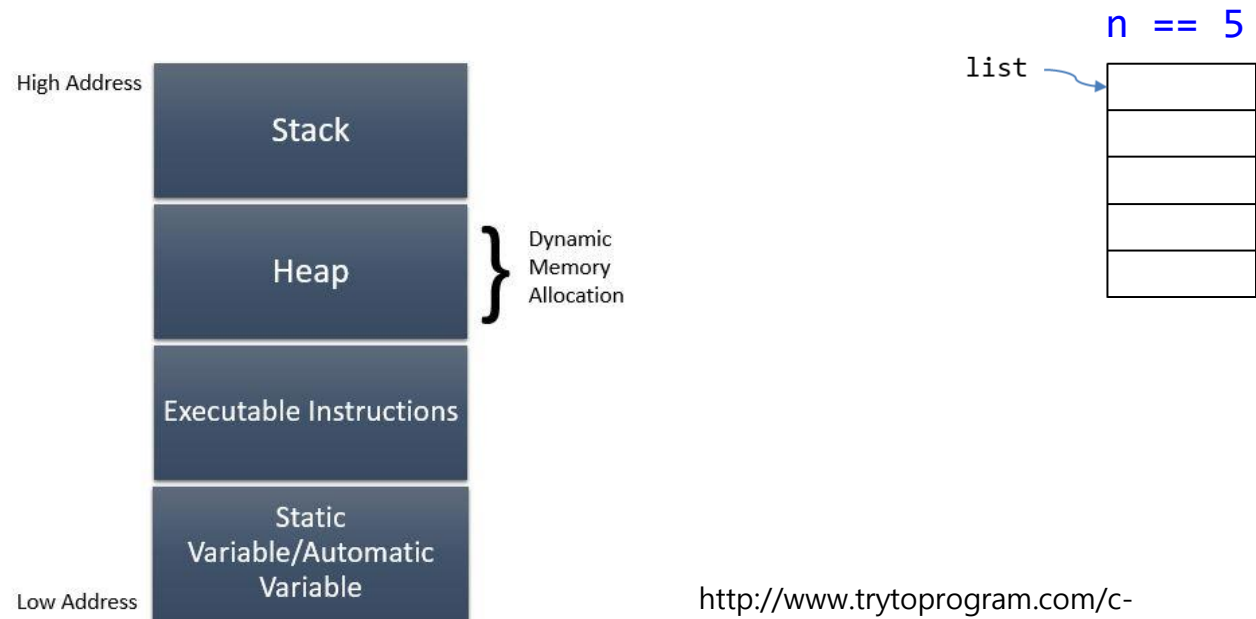 n == 5
list
High Address
Stack
Heap
Dynamic
Memory
Allocation
Executable Instructions
Static
Variable/Automatic
Variable
Low Address
http://www.trytoprogram.com/c-